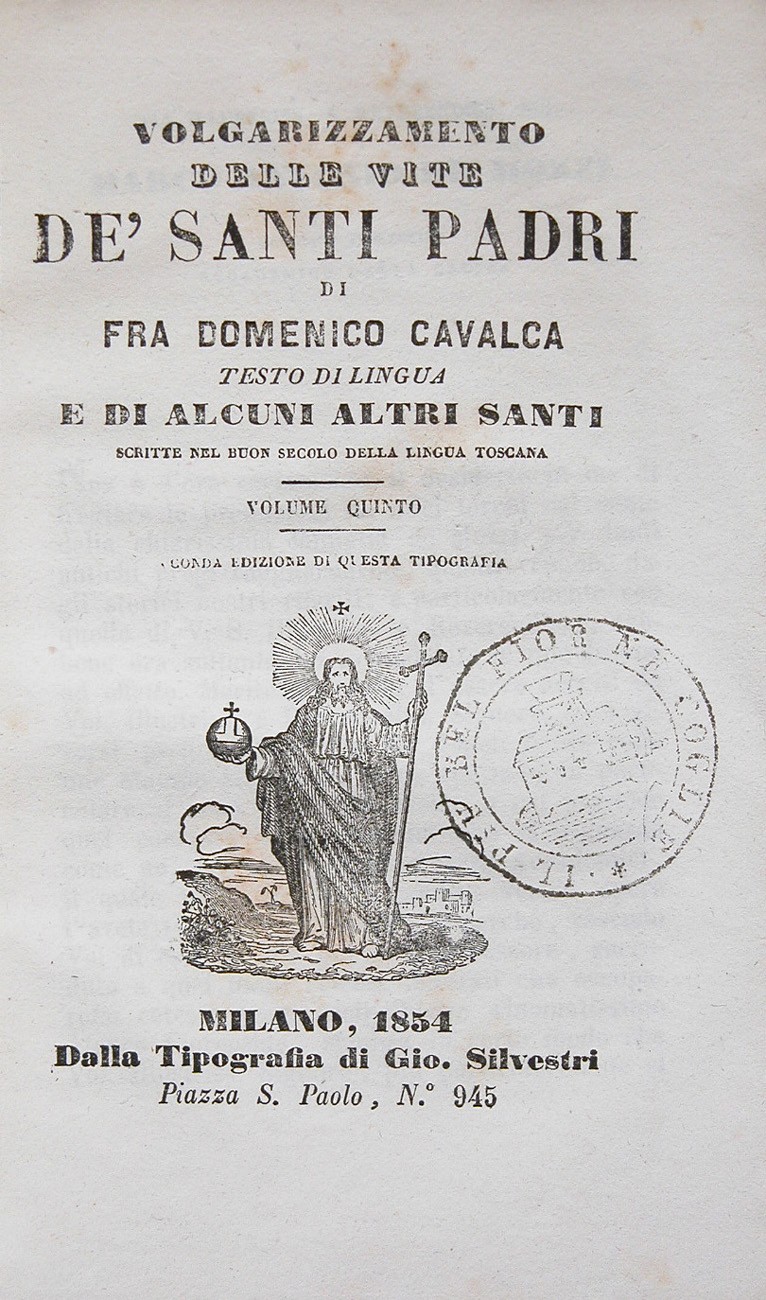 VOLGARIZZAMENTO
DELLE VITE
DE' SANTI PADRI
DI
FRA DOMENICO CAVALCA
TESTO DI LINGUA
E DI ALCUNI ALTRI SANTI
SCRITTE NEL BUON SECOLO DELLA LINGUA TOSCANA
VOLUME QUINTO
CONDA EDIZIONE DI QUESTA TIPOGRAFIA
IL PIÙ BEL FIOR NE COGLIE *
MILANO, 1854
Dalla Tipografia di Gio. Silvestri
Piazza S. Paolo, N.° 945